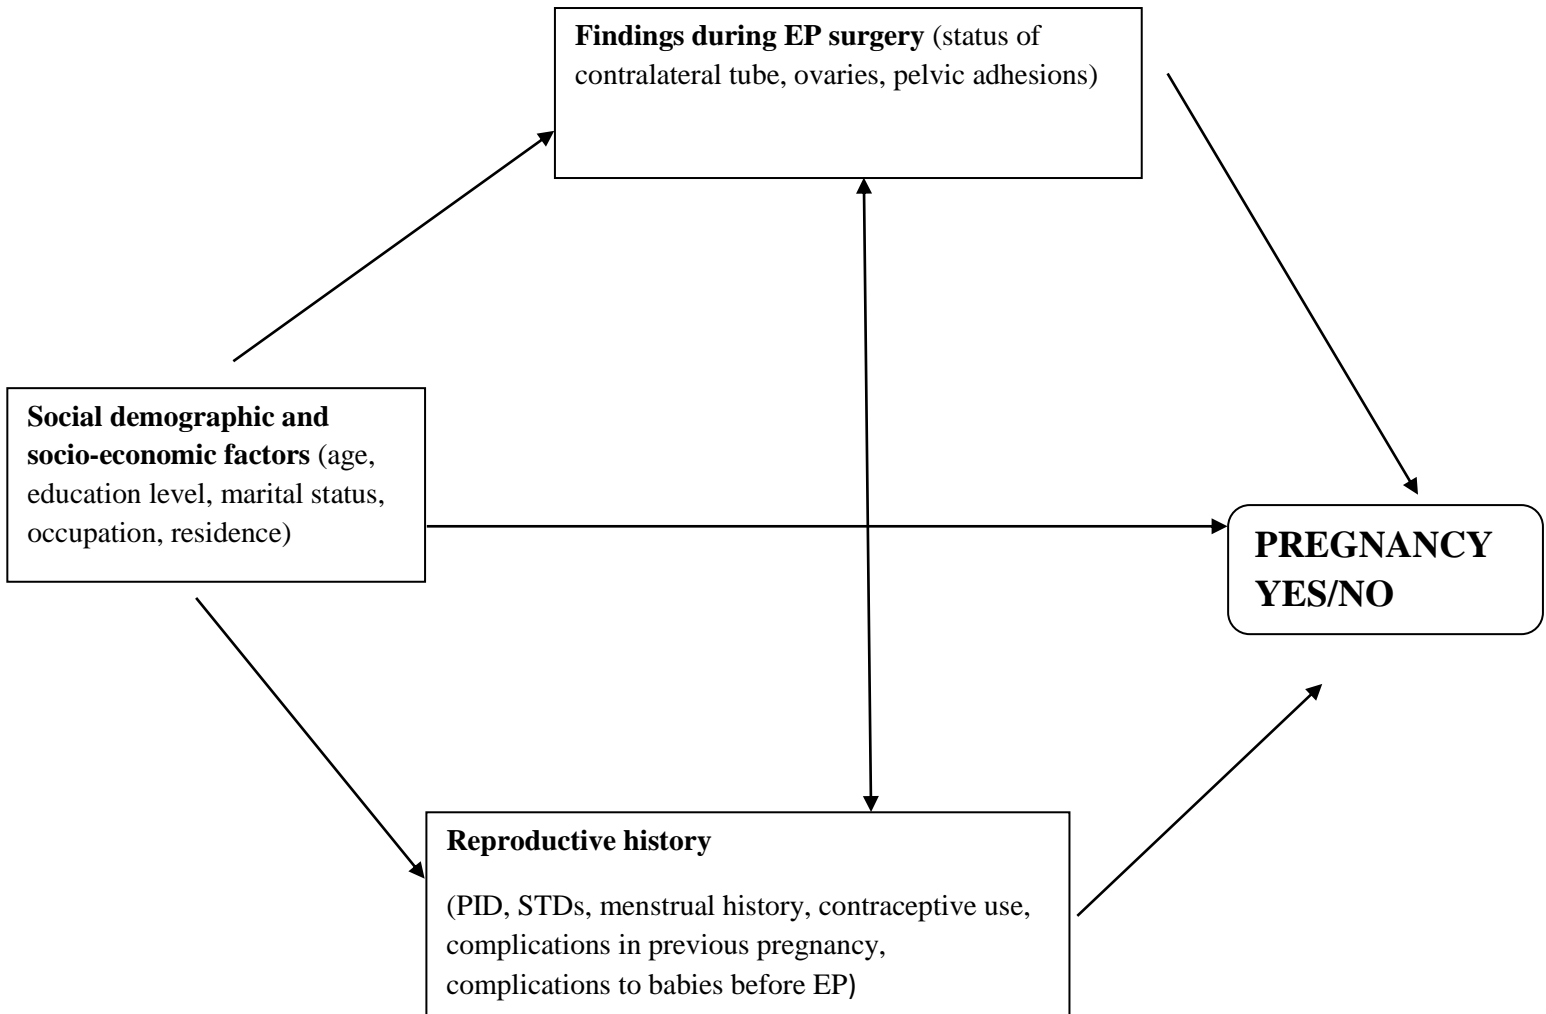 Findings during EP surgery (status of
contralateral tube, ovaries, pelvic adhesions)
Social demographic and
socio-economic factors (age,
education level, marital status,
occupation, residence)
PREGNANCY
YES/NO
Reproductive history
(PID, STDs, menstrual history, contraceptive use,
complications in previous pregnancy,
complications to babies before EP)